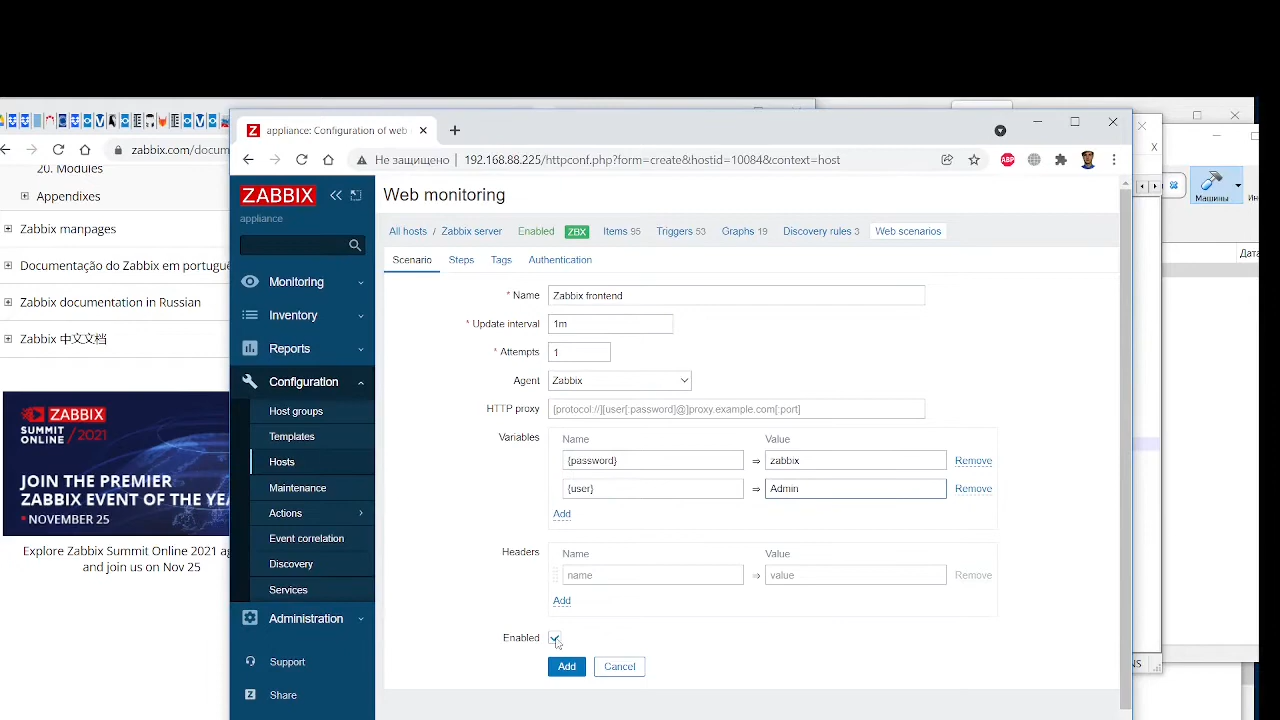 appliance: Configuration of web
zabbix.com/docum
Не защищено
192.168.88.225/httpconf.php?form=create&hostid=10084&context=host
ABP
20. Modules
Appendixes
Zabbix manpages
Documentação do Zabbix em portugu
Zabbix documentation in Russian
Zabbix 中文文档
ZABBIX
SUMMIT
ONLINE
2021
JOIN THE PREMIER
ZABBIX EVENT OF THE YEA
NOVEMBER 25
Explore Zabbix Summit Online 2021 ag
and join us on Nov 25
ZABBIX
appliance
Monitoring
Inventory
Reports
Configuration
Host groups
Templates
Hosts
Maintenance
Actions
Event correlation
Discovery
Services
Administration
Support
Share
Web monitoring
All hosts / Zabbix server Enabled ZBX Items 95 Triggers 53 Graphs 19 Discovery rules 3 Web scenarios
Scenario Steps Tags Authentication
* Name Zabbix frontend
* Update interval 1m
* Attempts 1
Agent Zabbix
HTTP proxy [protocol://][user[:password]@]proxy.example.com[:port]
Variables
Name Value
{password} ⇒ zabbix Remove
{user} ⇒ Admin Remove
Add
Headers
Name Value
name ⇒ value Remove
Add
Enabled
Add Cancel
Машины
Ин
Дата
NS